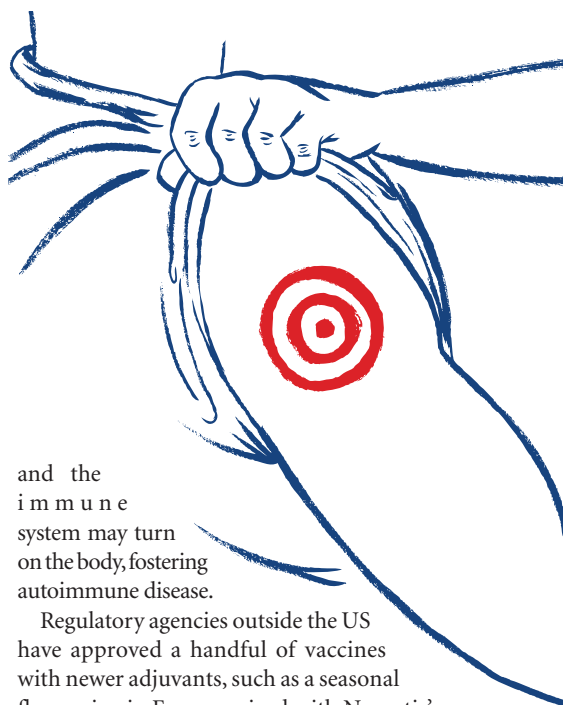 and the
immune
system may turn
on the body, fostering
autoimmune disease.
Regulatory agencies outside the US
have approved a handful of vaccines
with newer adjuvants, such as a seasonal